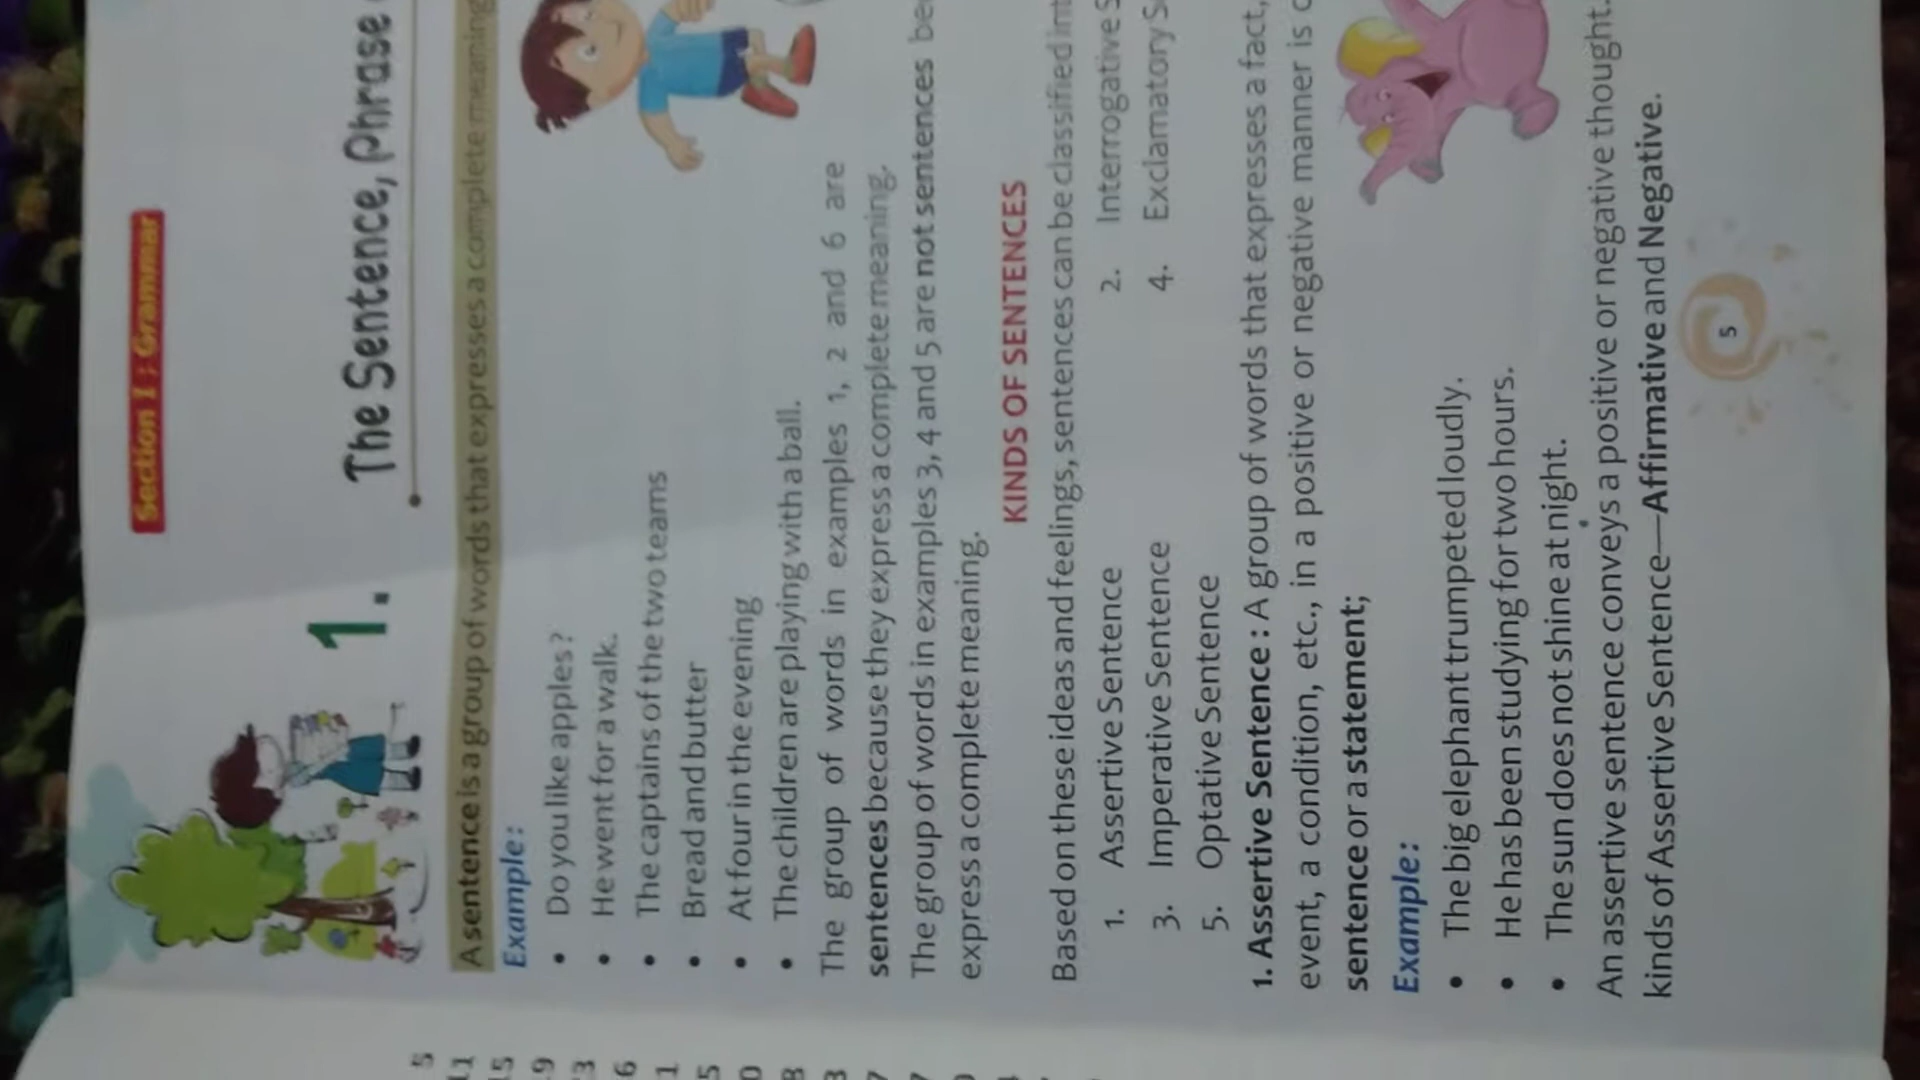 Section I : Grammar
1. The Sentence, Phrase
A sentence is a group of words that expresses a complete meaning
Example:
• Do you like apples?
• He went for a walk.
• The captains of the two teams
• Bread and butter
• At four in the evening
• The children are playing with a ball.
The group of words in examples 1, 2 and 6 are
sentences because they express a complete meaning.
The group of words in examples 3, 4 and 5 are not sentences
express a complete meaning.
KINDS OF SENTENCES
Based on these ideas and feelings, sentences can be classified
1. Assertive Sentence 2. Interrogative
3. Imperative Sentence 4. Exclamatory
5. Optative Sentence
1. Assertive Sentence : A group of words that expresses a fact,
event, a condition, etc., in a positive or negative manner is
sentence or a statement;
Example:
• The big elephant trumpeted loudly.
• He has been studying for two hours.
• The sun does not shine at night.
An assertive sentence conveys a positive or negative thought.
kinds of Assertive Sentence—Affirmative and Negative.
5